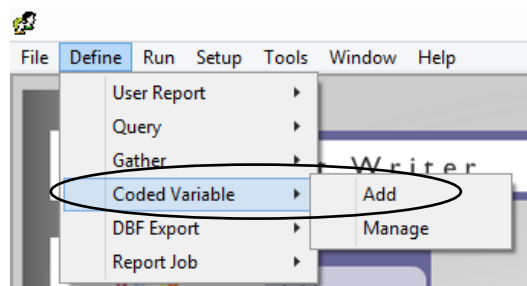 File Define Run Setup Tools Window Help
User Report
Query
Gather
Writer
Coded Variable
Add
DBF Export
Manage
Report Job